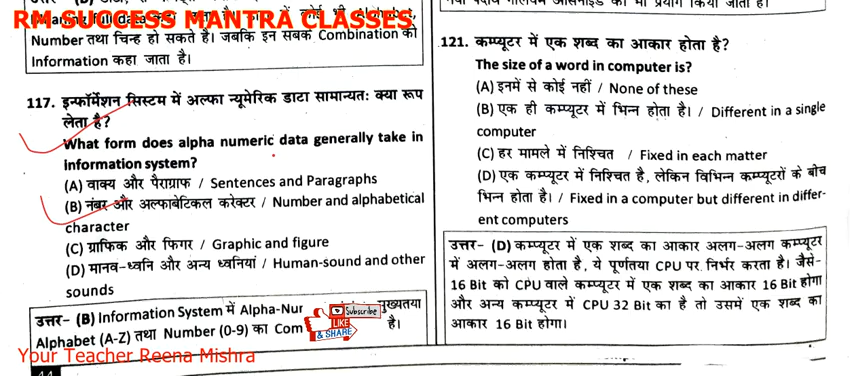 RM-SUCCESS MANTRA CLASSES
Number तथा चिन्ह हो सकते है। जबकि इन सबके Combination को
Information कहा जाता है।
117. इन्फॉर्मेशन सिस्टम में अल्फा न्यूमेरिक डाटा सामान्यतः क्या रूप
लेता है?
What form does alpha numeric data generally take in
information system?
(A) वाक्य और पैराग्राफ / Sentences and Paragraphs
(B) नंबर और अल्फाबेटिकल करेक्टर / Number and alphabetical
character
(C) ग्राफिक और फिगर / Graphic and figure
(D) मानव-ध्वनि और अन्य ध्वनियां / Human-sound and other
sounds
उत्तर- (B) Information System में Alpha-Nu मुख्यतया
Alphabet (A-Z) तथा Number (0-9) का Com है।
Subscribe
LIKE
& SHARE
Your Teacher Reena Mishra
44
121. कम्प्यूटर में एक शब्द का आकार होता है?
The size of a word in computer is?
(A) इनमें से कोई नहीं / None of these
(B) एक ही कम्प्यूटर में भिन्न होता है। / Different in a single
computer
(C) हर मामले में निश्चित / Fixed in each matter
(D) एक कम्प्यूटर में निश्चित है, लेकिन विभिन्न कम्प्यूटरों के बीच
भिन्न होता है। / Fixed in a computer but different in differ-
ent computers
उत्तर- (D) कम्प्यूटर में एक शब्द का आकार अलग-अलग कम्प्यूटर
में अलग-अलग होता है, ये पूर्णतया CPU पर निर्भर करता है। जैसे-
16 Bit को CPU वाले कम्प्यूटर में एक शब्द का आकार 16 Bit होगा
और अन्य कम्प्यूटर में CPU 32 Bit का है तो उसमें एक शब्द का
आकार 16 Bit होगा।